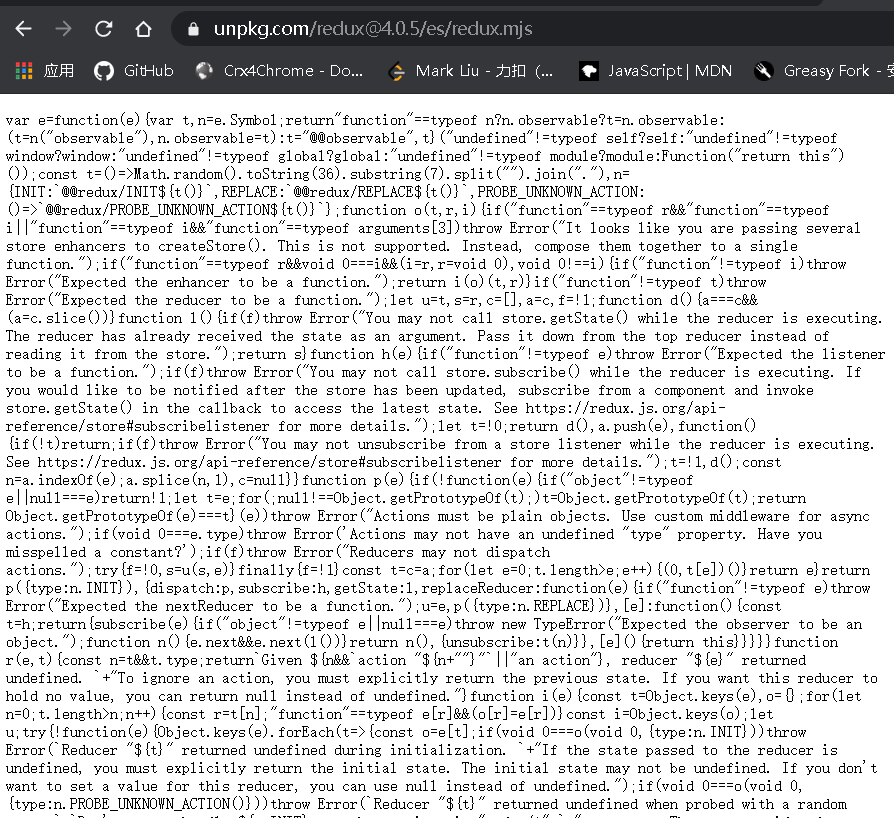 unpkg.com/redux@4.0.5/es/redux.mjs
应用 GitHub Crx4Chrome - Do... Mark Liu - 力扣 (... JavaScript | MDN Greasy Fork - 安
var e=function(e){var t,n=e.Symbol;return"function"==typeof n?n.observable?t=n.observable:
(t=n("observable"),n.observable=t):t="@@observable",t}("undefined"!=typeof self?self:"undefined"!=typeof
window?window:"undefined"!=typeof global?global:"undefined"!=typeof module?module:Function("return this")
());const t=()=>Math.random().toString(36).substring(7).split("").join("."),n=
{INIT:`@@redux/INIT${t()}`,REPLACE:`@@redux/REPLACE${t()}`,PROBE_UNKNOWN_ACTION:
()=>`@@redux/PROBE_UNKNOWN_ACTION${t()}`};function o(t,r,i){if("function"==typeof r&&"function"==typeof
i||"function"==typeof i&&"function"==typeof arguments[3])throw Error("It looks like you are passing several
store enhancers to createStore(). This is not supported. Instead, compose them together to a single
function.");if("function"==typeof r&&void 0===i&&(i=r,r=void 0),void 0!==i){if("function"!=typeof i)throw
Error("Expected the enhancer to be a function.");return i(o)(t,r)}if("function"!=typeof t)throw
Error("Expected the reducer to be a function.");let u=t,s=r,c=[],a=c,f=!1;function d(){a===c&&
(a=c.slice())}function l(){if(f)throw Error("You may not call store.getState() while the reducer is executing.
The reducer has already received the state as an argument. Pass it down from the top reducer instead of
reading it from the store.");return s}function h(e){if("function"!=typeof e)throw Error("Expected the listener
to be a function.");if(f)throw Error("You may not call store.subscribe() while the reducer is executing. If
you would like to be notified after the store has been updated, subscribe from a component and invoke
store.getState() in the callback to access the latest state. See https://redux.js.org/api-
reference/store#subscribelistener for more details.");let t=!0;return d(),a.push(e),function()
{if(!t)return;if(f)throw Error("You may not unsubscribe from a store listener while the reducer is executing.
See https://redux.js.org/api-reference/store#subscribelistener for more details.");t=!1,d();const
n=a.indexOf(e);a.splice(n,1),c=null}}function p(e){if(!function(e){if("object"!=typeof
e||null===e)return!1;let t=e;for(;null!==Object.getPrototypeOf(t);)t=Object.getPrototypeOf(t);return
Object.getPrototypeOf(e)===t}(e))throw Error("Actions must be plain objects. Use custom middleware for async
actions.");if(void 0===e.type)throw Error('Actions may not have an undefined "type" property. Have you
misspelled a constant?');if(f)throw Error("Reducers may not dispatch
actions.");try{f=!0,s=u(s,e)}finally{f=!1}const t=c=a;for(let e=0;t.length>e;e++){(0,t[e])()}return e}return
p({type:n.INIT}),{dispatch:p,subscribe:h,getState:l,replaceReducer:function(e){if("function"!=typeof e)throw
Error("Expected the nextReducer to be a function.");u=e,p({type:n.REPLACE})},[e]:function(){const
t=h;return{subscribe(e){if("object"!=typeof e||null===e)throw new TypeError("Expected the observer to be an
object.");function n(){e.next&&e.next(l())}return n(),{unsubscribe:t(n)}},[e](){return this}}}}}function
r(e,t){const n=t&&t.type;return`Given ${n&&`action "${n+""}"`||"an action"}, reducer "${e}" returned
undefined. `+"To ignore an action, you must explicitly return the previous state. If you want this reducer to
hold no value, you can return null instead of undefined."}function i(e){const t=Object.keys(e),o={};for(let
n=0;t.length>n;n++){const r=t[n];"function"==typeof e[r]&&(o[r]=e[r])}const i=Object.keys(o);let
u;try{!function(e){Object.keys(e).forEach(t=>{const o=e[t];if(void 0===o(void 0,{type:n.INIT}))throw
Error(`Reducer "${t}" returned undefined during initialization. `+"If the state passed to the reducer is
undefined, you must explicitly return the initial state. The initial state may not be undefined. If you don't
want to set a value for this reducer, you can use null instead of undefined.");if(void 0===o(void 0,
{type:n.PROBE_UNKNOWN_ACTION()}))throw Error(`Reducer "${t}" returned undefined when probed with a random